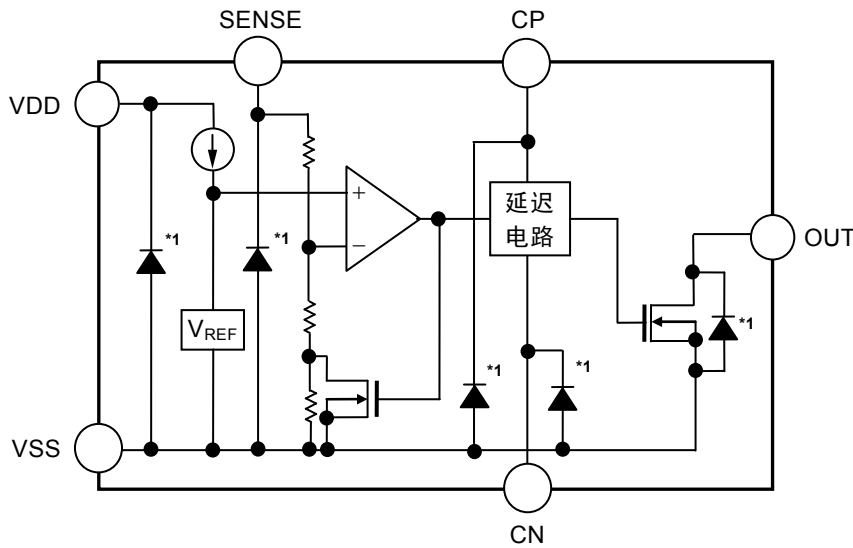 SENSE
CP
VDD
*1
*1
+
−
延迟
电路
OUT
*1
VREF
*1
*1
VSS
CN